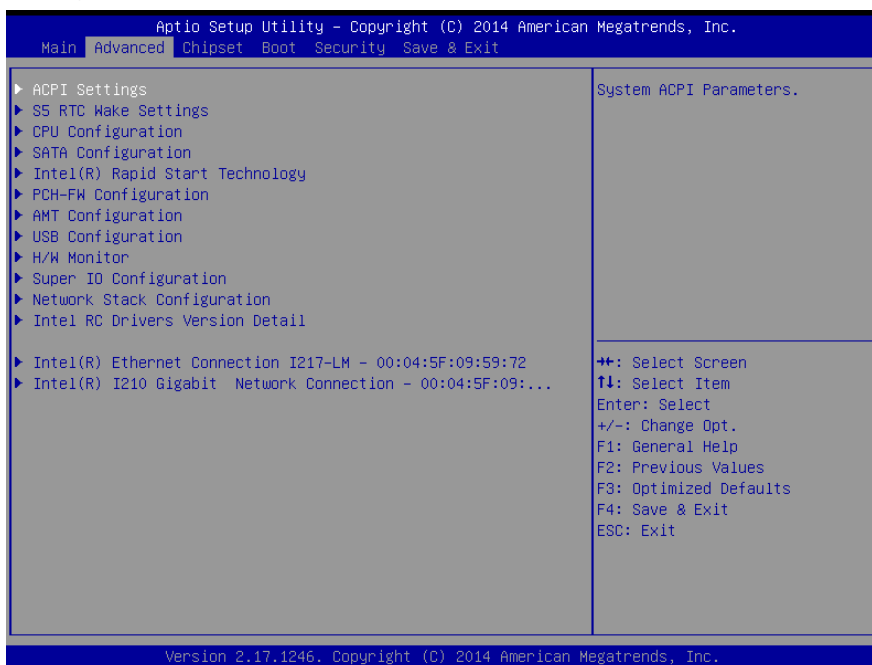 Aptio Setup Utility – Copyright (C) 2014 American Megatrends, Inc.
Main Advanced Chipset Boot Security Save & Exit
ACPI Settings
S5 RTC Wake Settings
CPU Configuration
SATA Configuration
Intel(R) Rapid Start Technology
PCH-FW Configuration
AMT Configuration
USB Configuration
H/W Monitor
Super IO Configuration
Network Stack Configuration
Intel RC Drivers Version Detail
Intel(R) Ethernet Connection I217-LM – 00:04:5F:09:59:72
Intel(R) I210 Gigabit  Network Connection – 00:04:5F:09:...
System ACPI Parameters.
→←: Select Screen
↑↓: Select Item
Enter: Select
+/-: Change Opt.
F1: General Help
F2: Previous Values
F3: Optimized Defaults
F4: Save & Exit
ESC: Exit
Version 2.17.1246. Copyright (C) 2014 American Megatrends, Inc.